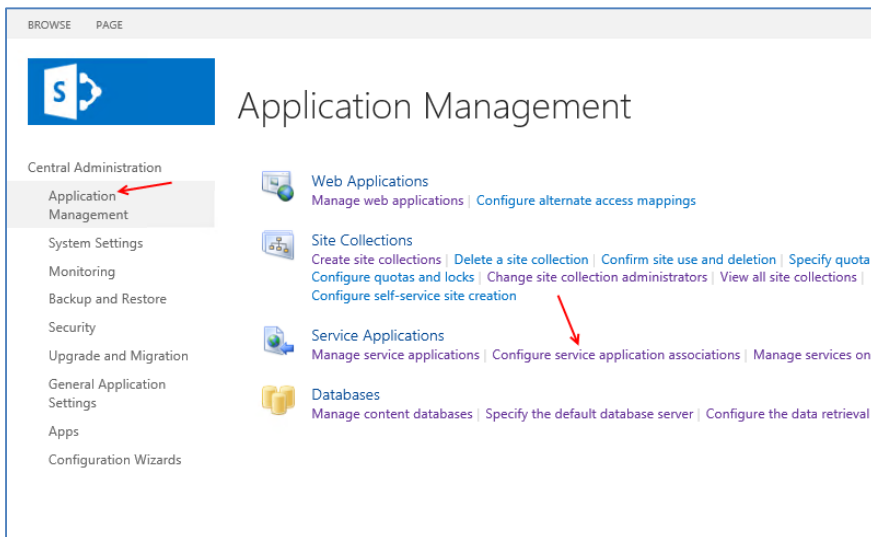 BROWSE PAGE
S
Application Management
Central Administration
Application
Management
System Settings
Monitoring
Backup and Restore
Security
Upgrade and Migration
General Application
Settings
Apps
Configuration Wizards
Web Applications
Manage web applications | Configure alternate access mappings
Site Collections
Create site collections | Delete a site collection | Confirm site use and deletion | Specify quota
Configure quotas and locks | Change site collection administrators | View all site collections |
Configure self-service site creation
Service Applications
Manage service applications | Configure service application associations | Manage services on
Databases
Manage content databases | Specify the default database server | Configure the data retrieval